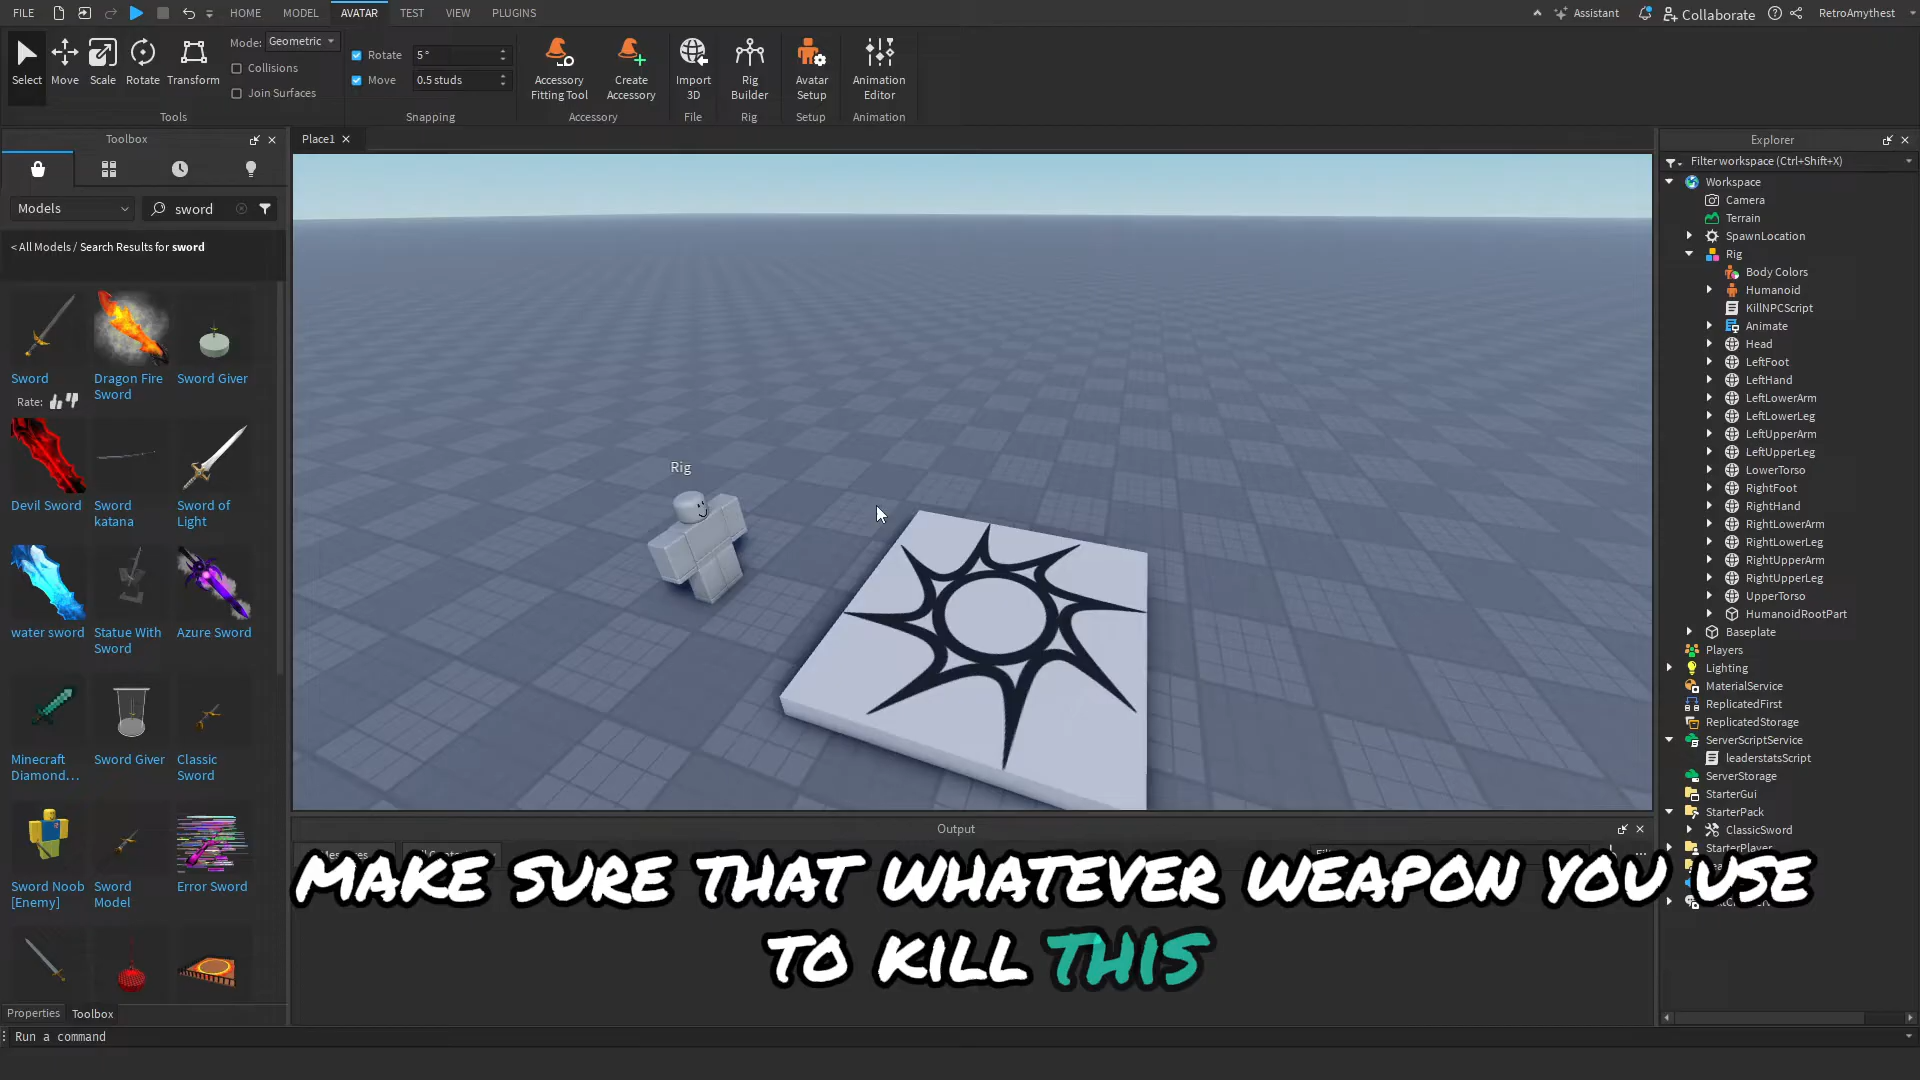 FILE
HOME
MODEL
AVATAR
TEST
VIEW
PLUGINS
Assistant
Collaborate
RetroAmythest
Select
Move
Scale
Rotate
Transform
Mode:
Geometric
Collisions
Join Surfaces
Tools
Rotate
5 °
Move
0.5 studs
Snapping
Accessory
Fitting Tool
Create
Accessory
Accessory
Import
3D
File
Rig
Builder
Rig
Avatar
Setup
Setup
Animation
Editor
Animation
Toolbox
Models
sword
< All Models / Search Results for sword
Sword
Rate:
Dragon Fire
Sword
Sword Giver
Devil Sword
Sword
katana
Sword of
Light
water sword
Statue With
Sword
Azure Sword
Minecraft
Diamond...
Sword Giver
Classic
Sword
Sword Noob
[Enemy]
Sword
Model
Error Sword
Properties
Toolbox
Run a command
Place1
Rig
Output
MAKE SURE THAT WHATEVER WEAPON YOU USE
TO KILL THIS
Explorer
Filter workspace (Ctrl+Shift+X)
Workspace
Camera
Terrain
SpawnLocation
Rig
Body Colors
Humanoid
KillNPCScript
Animate
Head
LeftFoot
LeftHand
LeftLowerArm
LeftLowerLeg
LeftUpperArm
LeftUpperLeg
LowerTorso
RightFoot
RightHand
RightLowerArm
RightLowerLeg
RightUpperArm
RightUpperLeg
UpperTorso
HumanoidRootPart
Baseplate
Players
Lighting
MaterialService
ReplicatedFirst
ReplicatedStorage
ServerScriptService
leaderstatsScript
ServerStorage
StarterGui
StarterPack
ClassicSword
StarterPlayer